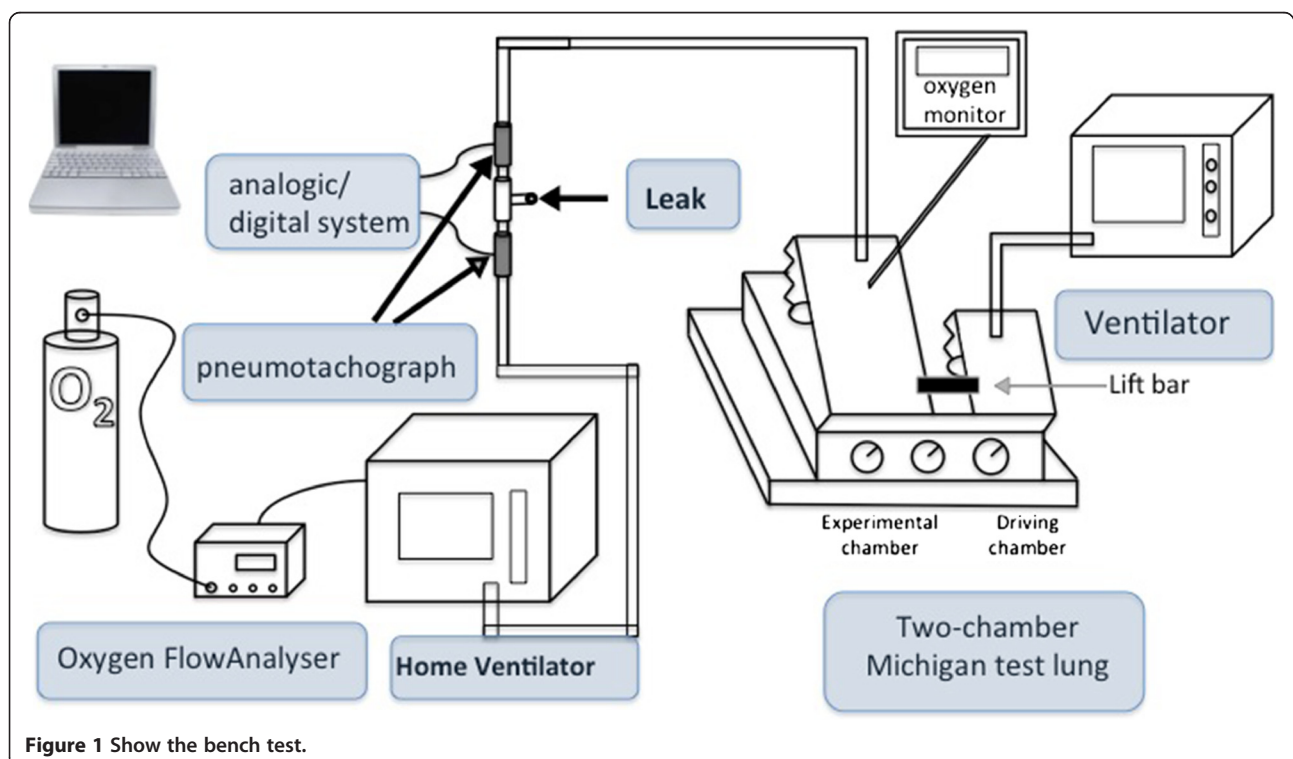 oxygen
monitor
analogic/
digital system
Leak
pneumotachograph
O2
Ventilator
Lift bar
Experimental
chamber
Driving
chamber
Oxygen FlowAnalyser
Home Ventilator
Two-chamber
Michigan test lung
Figure 1 Show the bench test.